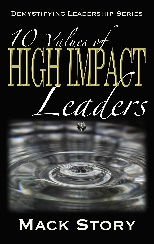 DEMYSTIFYING LEADERSHIP SERIES
10 Values of
HIGH IMPACT
Leaders
MACK STORY